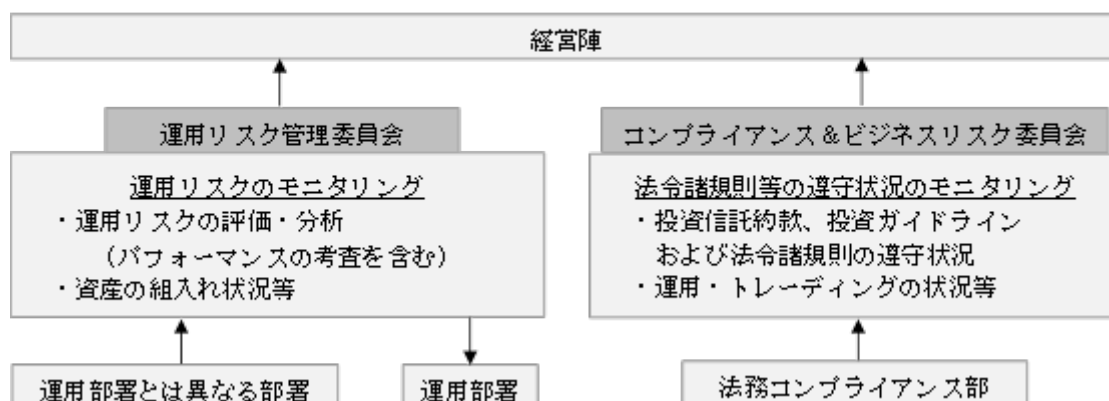 経営陣
運用リスク管理委員会
運用リスクのモニタリング
・運用リスクの評価・分析
（パフォーマンスの考査を含む）
・資産の組入れ状況等
運用部署とは異なる部署
運用部署
コンプライアンス＆ビジネスリスク委員会
法令諸規則等の遵守状況のモニタリング
・投資信託約款、投資ガイドライン
および法令諸規則の遵守状況
・運用・トレーディングの状況等
法務コンプライアンス部